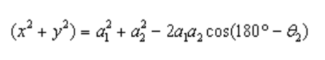 (x² + y²) = a₁² + a₂² − 2a₁a₂ cos(180° − θ₂)